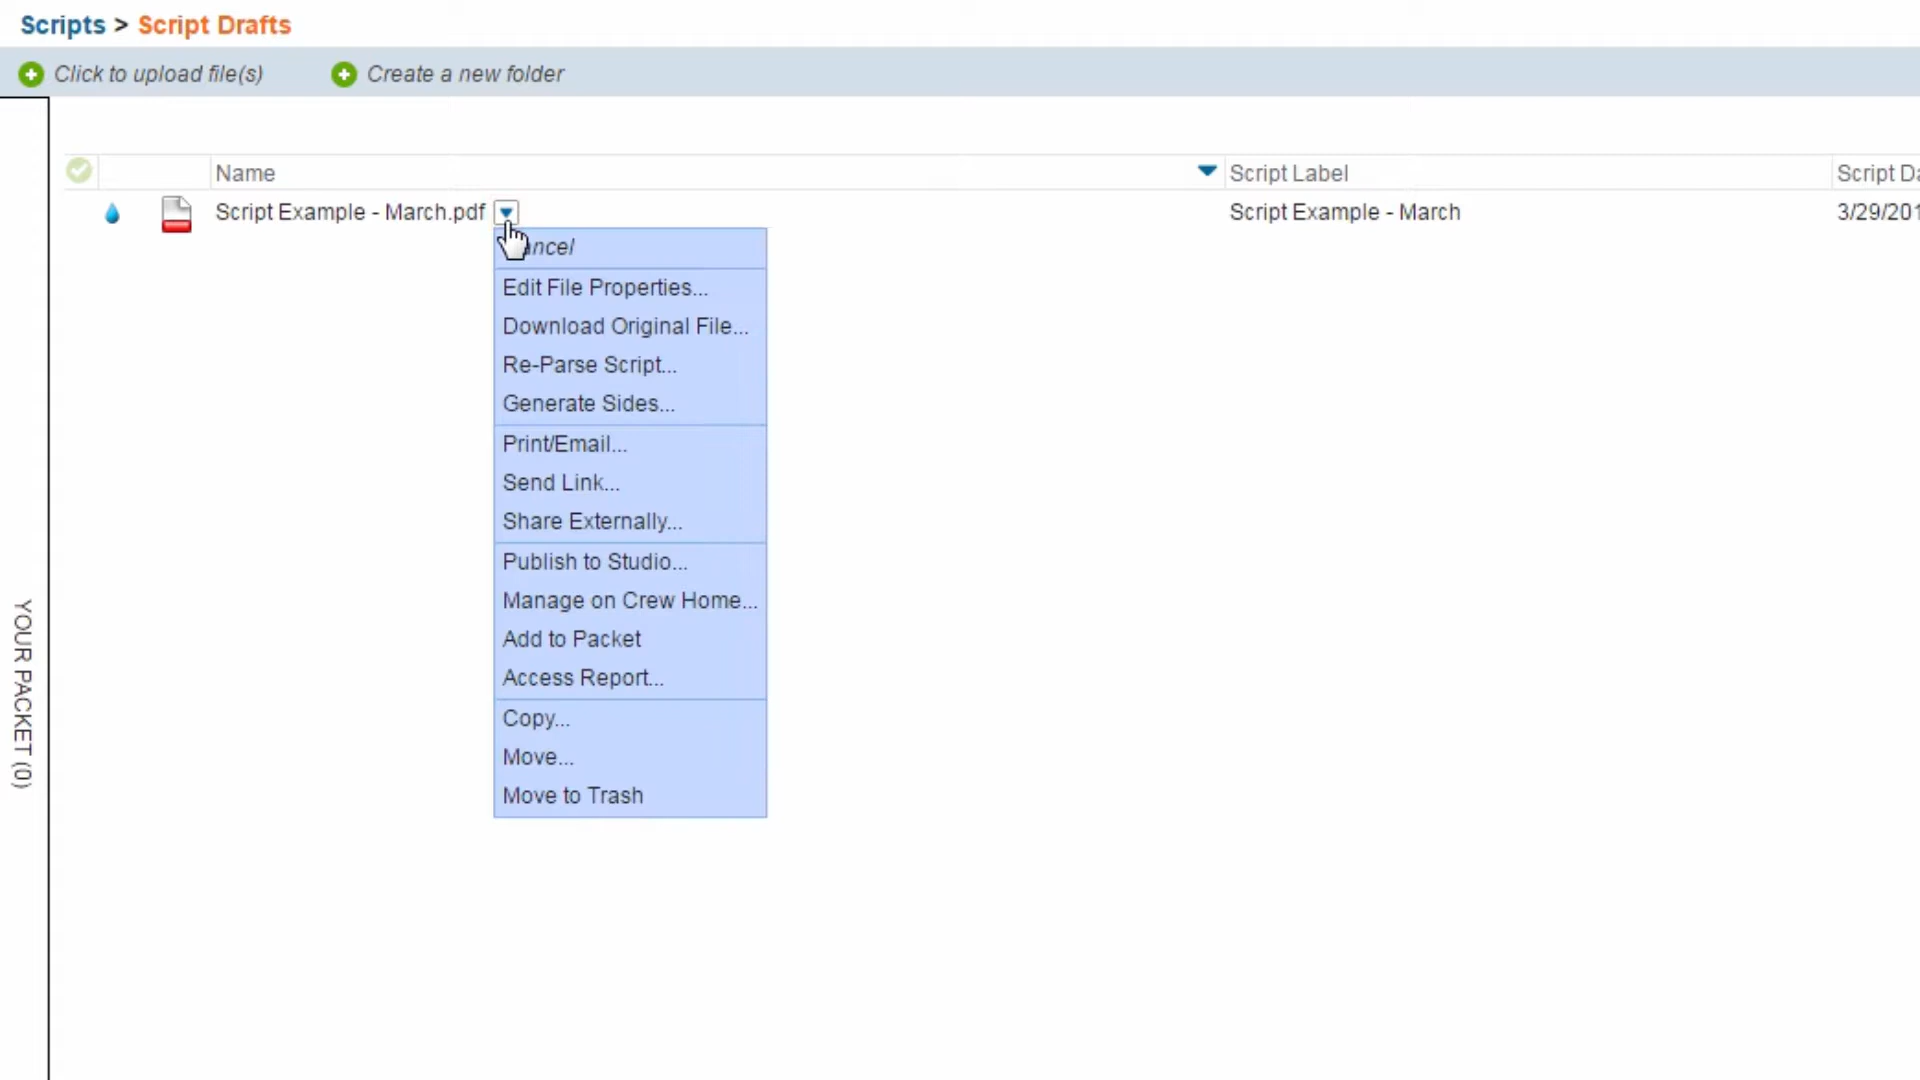 Scripts > Script Drafts
Click to upload file(s) Create a new folder
Name Script Label Script Da
Script Example - March.pdf Script Example - March 3/29/201
ncel
Edit File Properties...
Download Original File...
Re-Parse Script...
Generate Sides...
Print/Email...
Send Link...
Share Externally...
Publish to Studio...
Manage on Crew Home...
Add to Packet
Access Report...
Copy...
Move...
Move to Trash
YOUR PACKET (0)